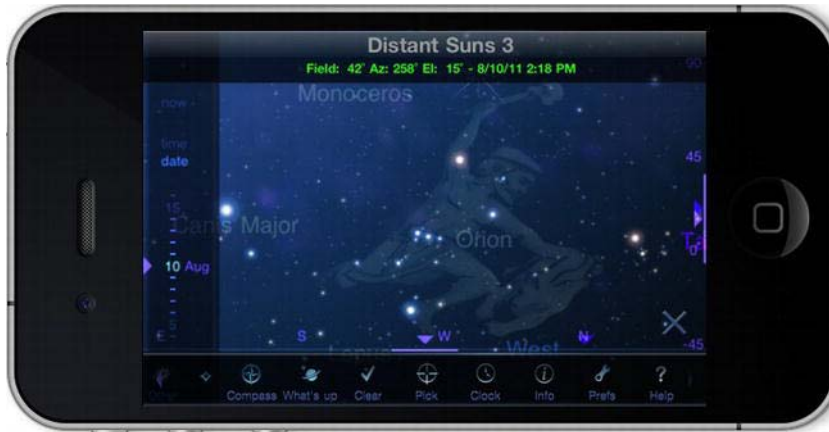 Distant Suns 3
Field: 42° Az: 258° El: 15° - 8/10/11 2:18 PM
90
Monoceros
now
time
date
45
15
Canis Major
Orion
0
10 Aug
5
E S W N
-45
Lepus West
Compass What's up Clear Pick Clock Info Prefs Help